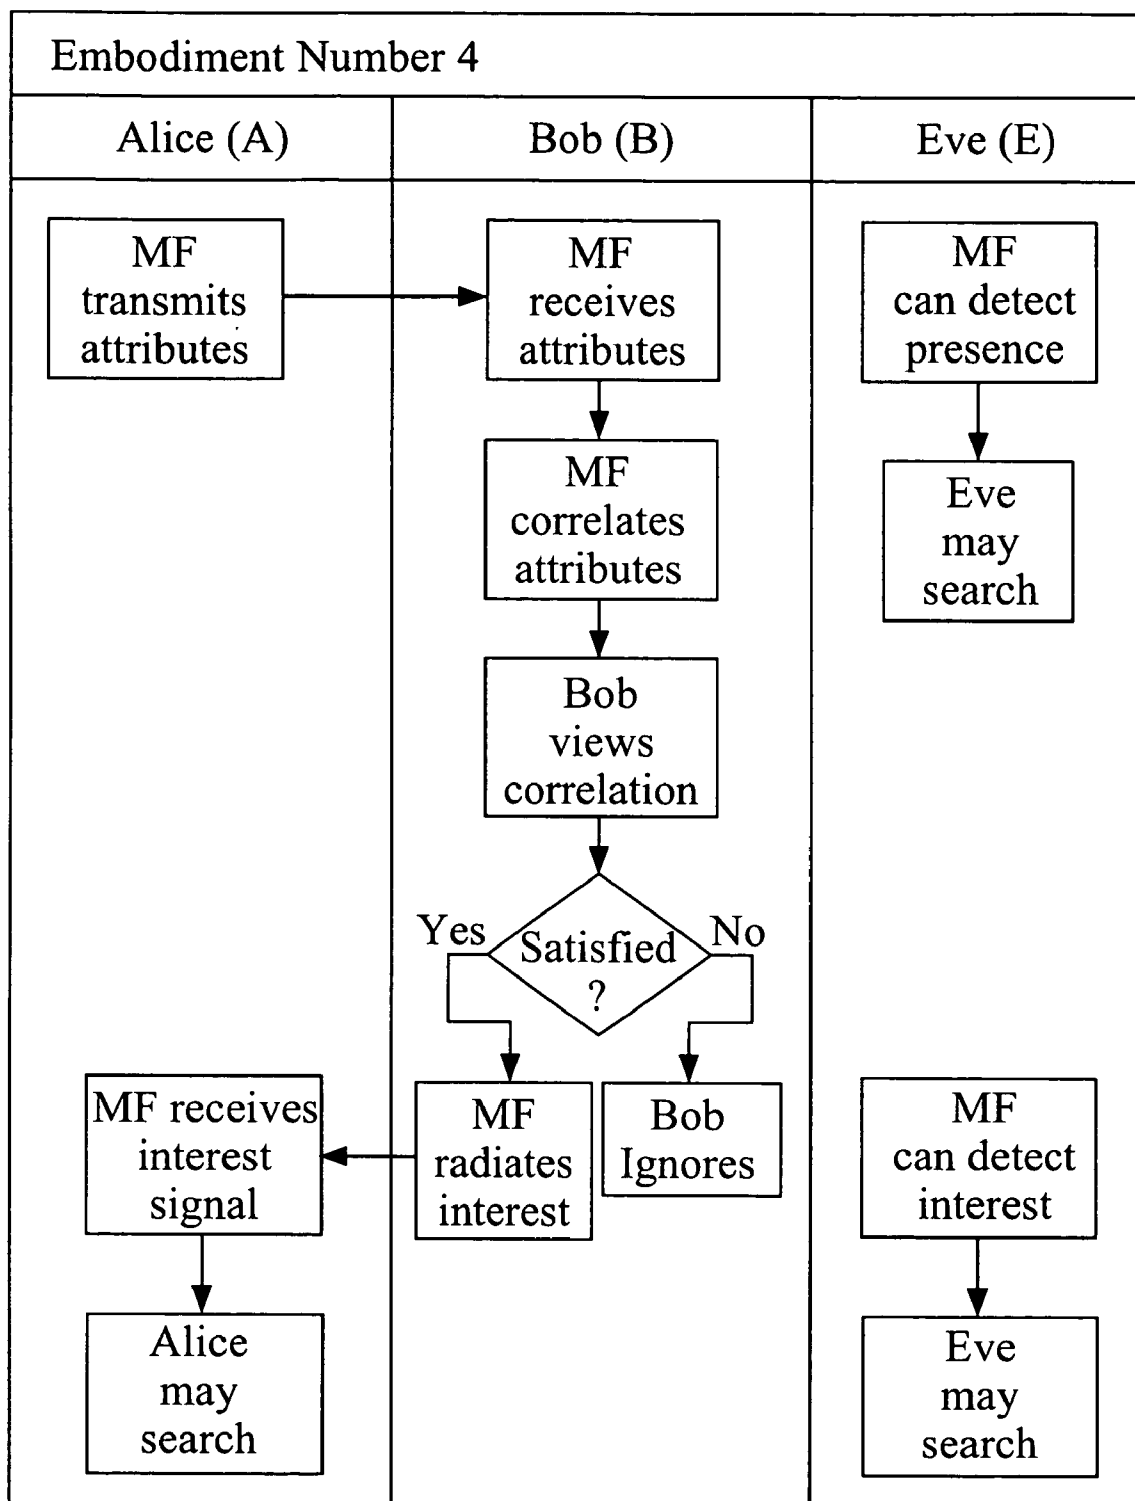 Embodiment Number 4
Alice (A)
Bob (B)
Eve (E)
MF
transmits
attributes
MF
receives
attributes
MF
can detect
presence
MF
correlates
attributes
Eve
may
search
Bob
views
correlation
Yes
Satisfied
?
No
MF receives
interest
signal
MF
radiates
interest
Bob
Ignores
MF
can detect
interest
Alice
may
search
Eve
may
search